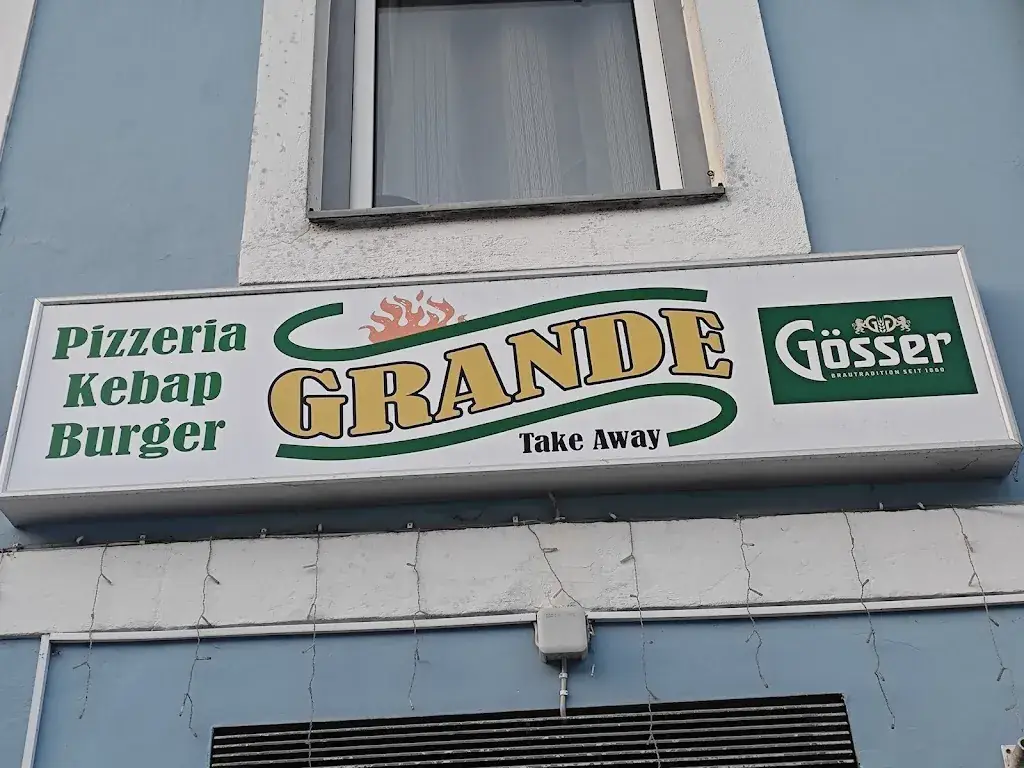 Pizzeria
Kebap
Burger
GRANDE
Take Away
Gösser
BRAUTRADITION SEIT 1860